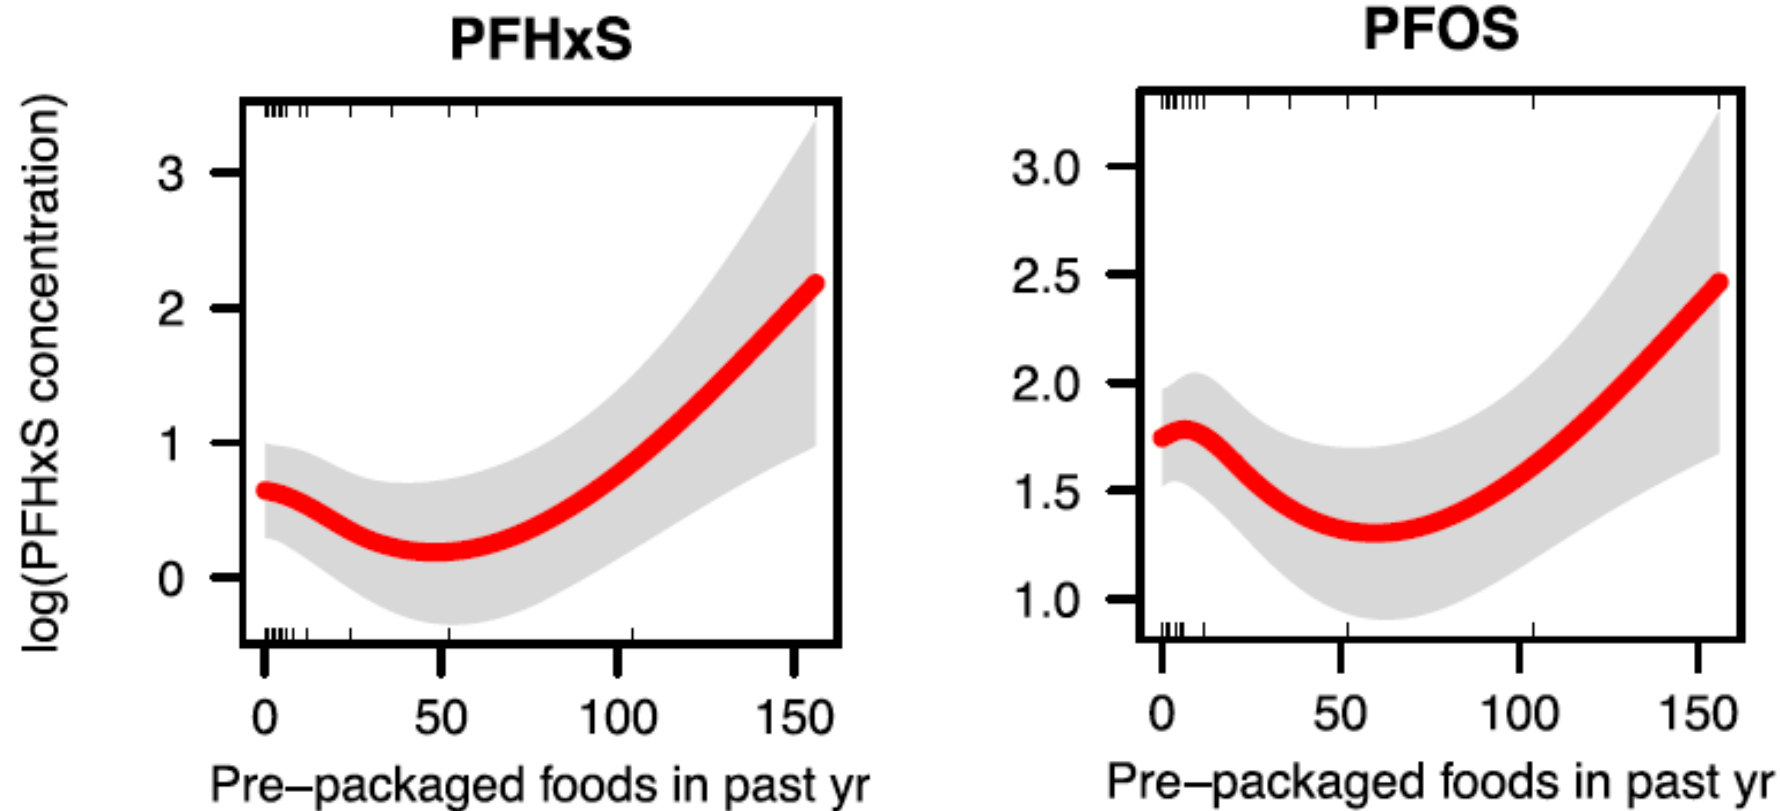 PFHxS
log(PFHxS concentration)
3
2
1
0
0 50 100 150
Pre−packaged foods in past yr
PFOS
3.0
2.5
2.0
1.5
1.0
0 50 100 150
Pre−packaged foods in past yr